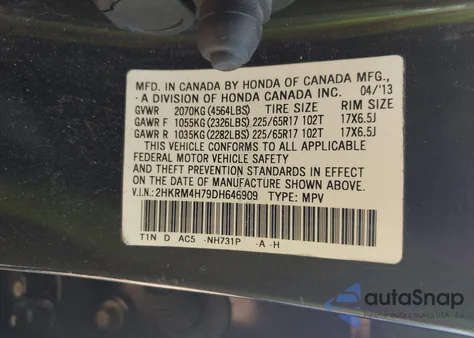 MFD. IN CANADA BY HONDA OF CANADA MFG.,
- A DIVISION OF HONDA CANADA INC. 04/'13
GVWR 2070KG (4564LBS) TIRE SIZE RIM SIZE
GAWR F 1055KG (2326LBS) 225/65R17 102T 17X6.5J
GAWR R 1035KG (2282LBS) 225/65R17 102T 17X6.5J
THIS VEHICLE CONFORMS TO ALL APPLICABLE
FEDERAL MOTOR VEHICLE SAFETY
AND THEFT PREVENTION STANDARDS IN EFFECT
ON THE DATE OF MANUFACTURE SHOWN ABOVE.
V.I.N.: 2HKRM4H79DH646909 TYPE: MPV
T1N D AC5 -NH731P -A -H
autoSnap